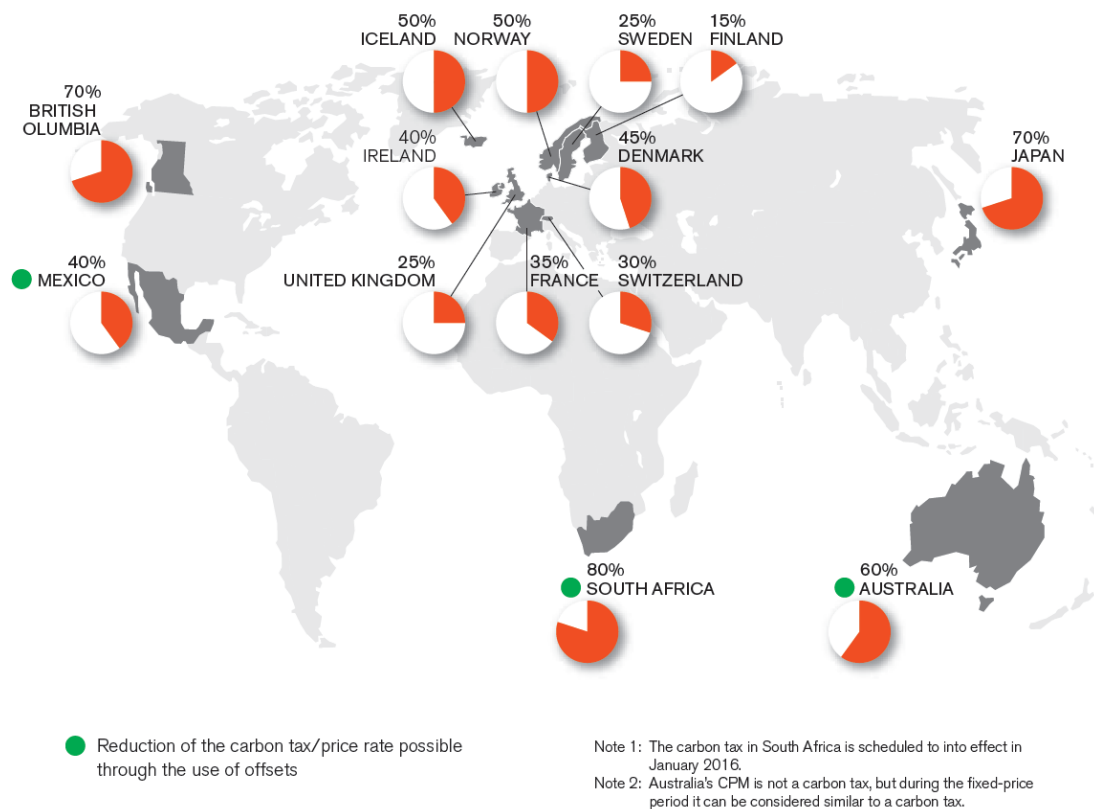 50%
ICELAND
50%
NORWAY
25%
SWEDEN
15%
FINLAND
70%
BRITISH
OLUMBIA
40%
IRELAND
45%
DENMARK
70%
JAPAN
40%
MEXICO
25%
UNITED KINGDOM
35%
FRANCE
30%
SWITZERLAND
80%
SOUTH AFRICA
60%
AUSTRALIA
Reduction of the carbon tax/price rate possible
through the use of offsets
Note 1: The carbon tax in South Africa is scheduled to into effect in
January 2016.
Note 2: Australia's CPM is not a carbon tax, but during the fixed-price
period it can be considered similar to a carbon tax.